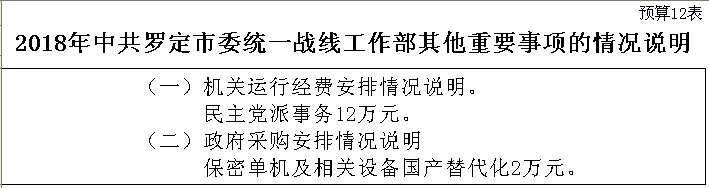 预算12表
2018年中共罗定市委统一战线工作部其他重要事项的情况说明
（一）机关运行经费安排情况说明。
民主党派事务12万元。
（二）政府采购安排情况说明
保密单机及相关设备国产替代化2万元。